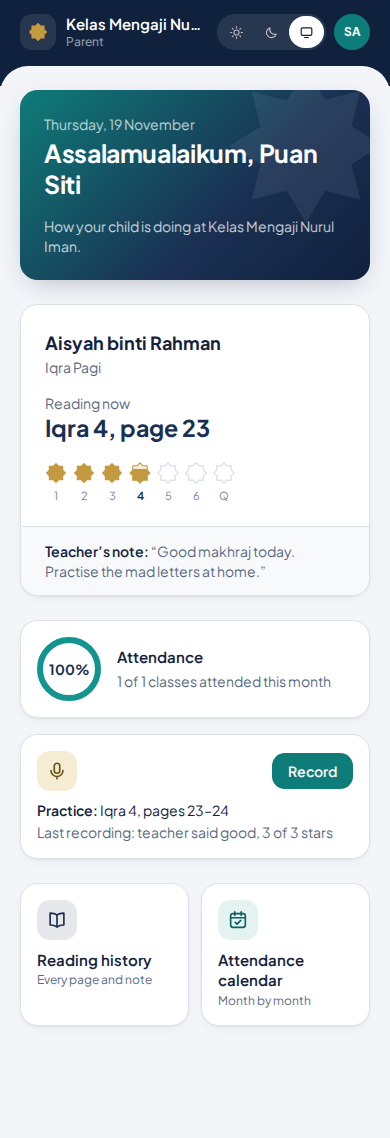 Kelas Mengaji Nu...
Parent
SA
Thursday, 19 November
Assalamualaikum, Puan
Siti
How your child is doing at Kelas Mengaji Nurul
Iman.
Aisyah binti Rahman
Iqra Pagi
Reading now
Iqra 4, page 23
1 2 3 4 5 6 Q
Teacher’s note: “Good makhraj today.
Practise the mad letters at home.”
100%
Attendance
1 of 1 classes attended this month
Record
Practice: Iqra 4, pages 23–24
Last recording: teacher said good, 3 of 3 stars
Reading history
Every page and note
Attendance
calendar
Month by month